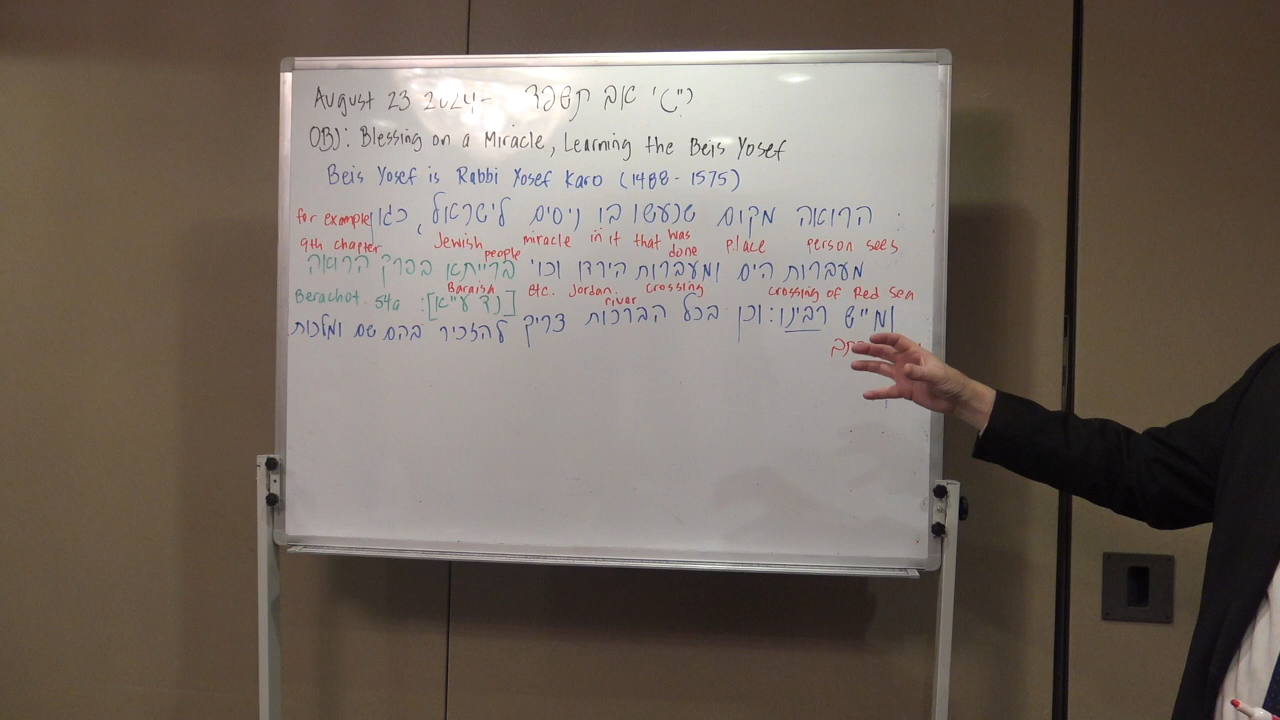 August 23 2024 - כ״ג׳ אב תשפד
OBJ: Blessing on a Miracle, Learning the Beis Yosef
Beis Yosef is Rabbi Yosef Karo (1488 - 1575)
הרואה מקום שנעשו בו ניסים לישראל, כגון
for example
person sees place was done that in it miracle Jewish people 9th chapter
מעברות הים ומעברות הירדן וכו׳ ברייתא בפרק הרואה
crossing of Red Sea crossing Jordan river etc. Baraisa
[נד ע״א]: Berachot 54a
ומ״ש רבינו: וכן בכל הברכות צריך להזכיר בהם שם ומלכות